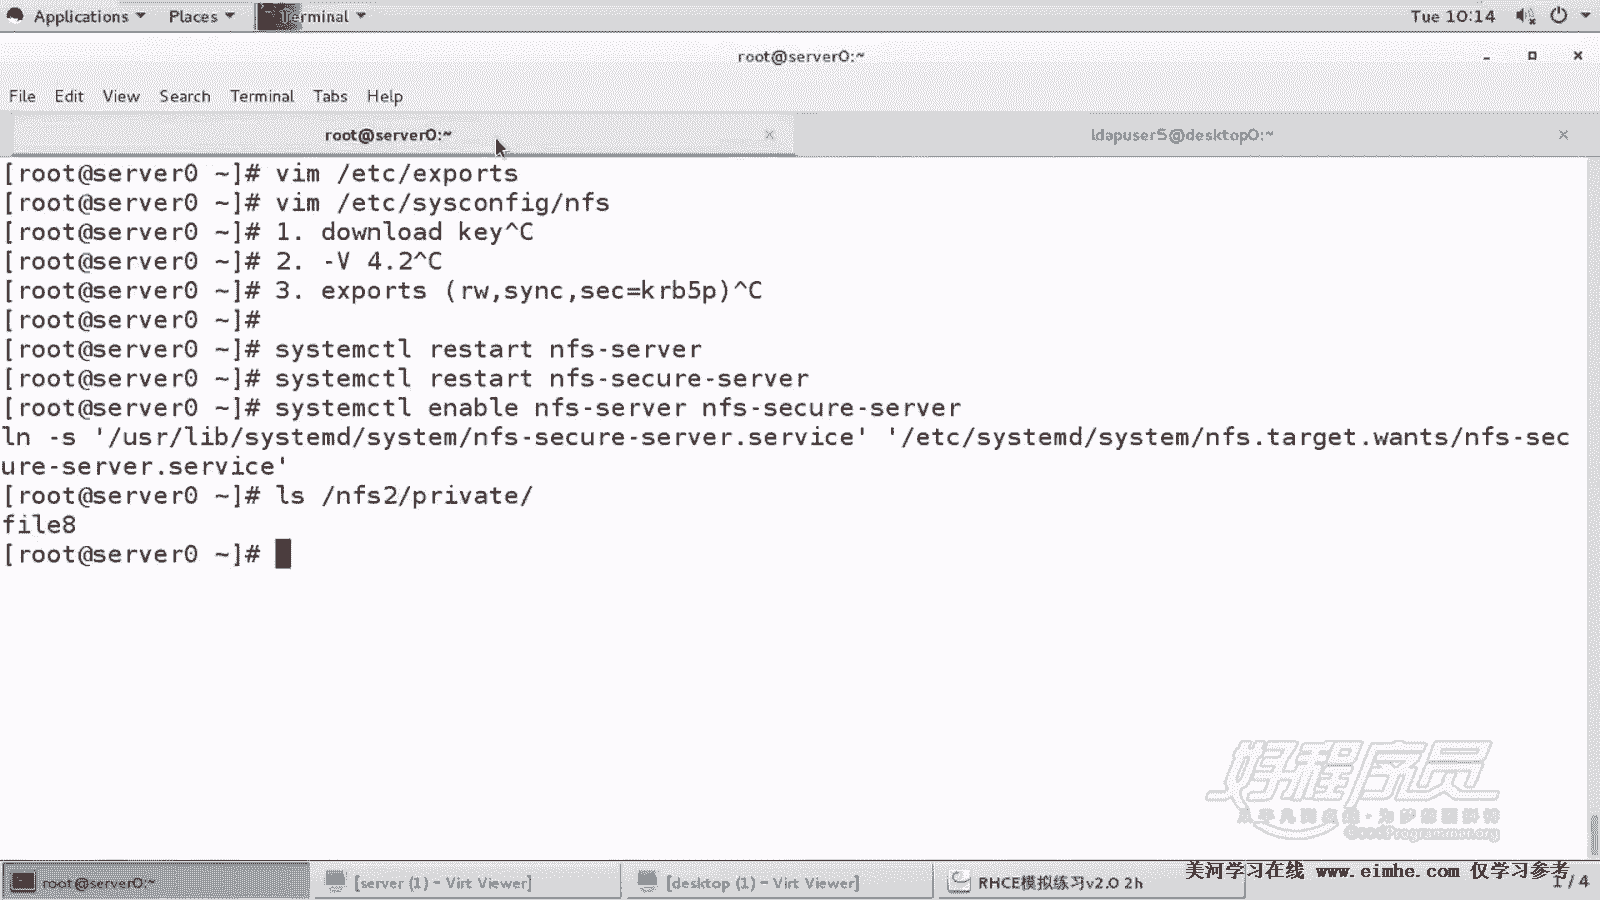 Applications Places Terminal Tue 10:14
root@server0:~
File Edit View Search Terminal Tabs Help
root@server0:~ ldapuser5@desktop0:~
[root@server0 ~]# vim /etc/exports
[root@server0 ~]# vim /etc/sysconfig/nfs
[root@server0 ~]# 1. download key^C
[root@server0 ~]# 2. -V 4.2^C
[root@server0 ~]# 3. exports (rw,sync,sec=krb5p)^C
[root@server0 ~]#
[root@server0 ~]# systemctl restart nfs-server
[root@server0 ~]# systemctl restart nfs-secure-server
[root@server0 ~]# systemctl enable nfs-server nfs-secure-server
ln -s '/usr/lib/systemd/system/nfs-secure-server.service' '/etc/systemd/system/nfs.target.wants/nfs-sec
ure-server.service'
[root@server0 ~]# ls /nfs2/private/
file8
[root@server0 ~]#
好程序员
GoodProgrammer.org
美河学习在线 www.eimhe.com 仅学习参考
root@server0:~ [server (1) – Virt Viewer] [desktop (1) – Virt Viewer] RHCE模拟练习v2.0 2h 1 / 4